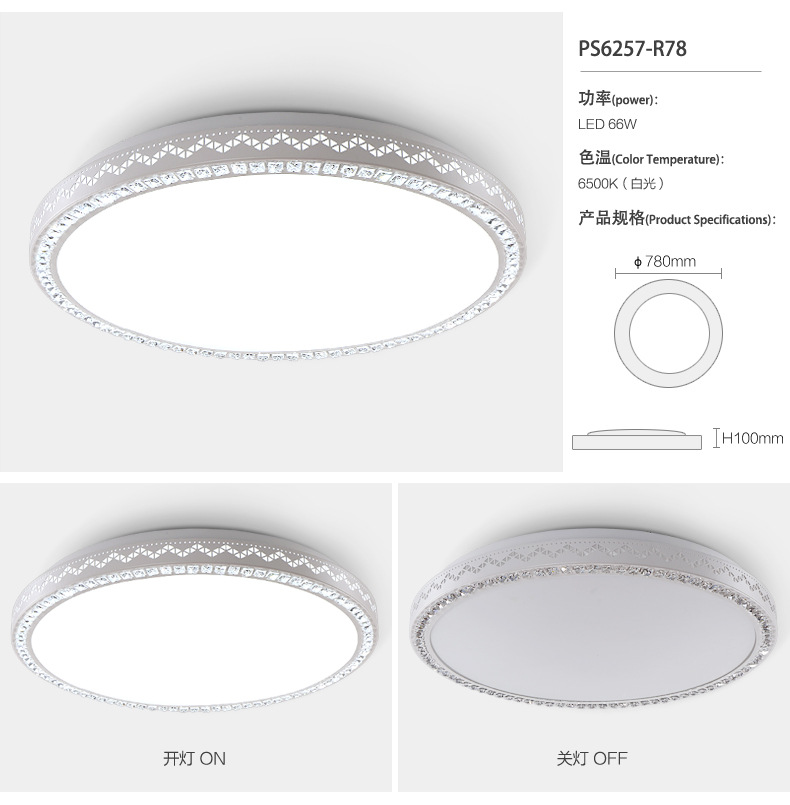 PS6257-R78
功率(power):
LED 66W
色温(Color Temperature):
6500K（白光）
产品规格(Product Specifications):
ϕ780mm
H100mm
开灯 ON
关灯 OFF